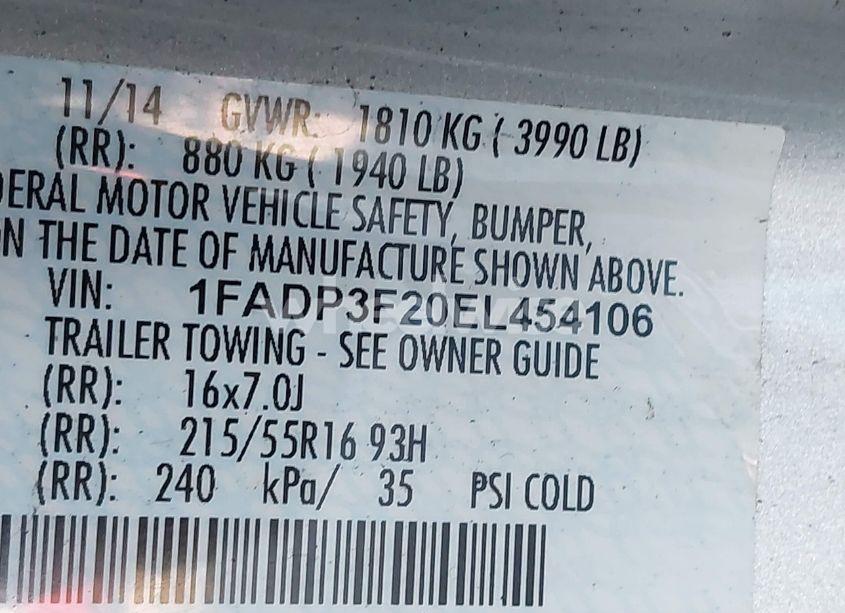 11/14 GVWR: 1810 KG ( 3990 LB)
(RR): 880 KG ( 1940 LB)
DERAL MOTOR VEHICLE SAFETY, BUMPER,
N THE DATE OF MANUFACTURE SHOWN ABOVE.
VIN: 1FADP3F20EL454106
TRAILER TOWING - SEE OWNER GUIDE
(RR): 16x7.0J
(RR): 215/55R16 93H
(RR): 240 kPa/ 35 PSI COLD